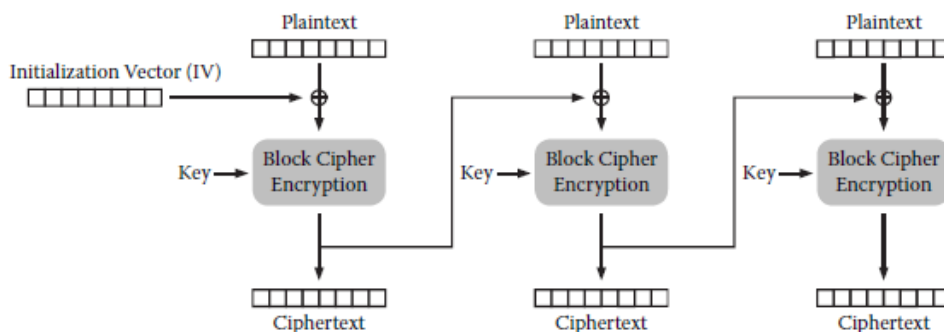 Plaintext Plaintext Plaintext
Initialization Vector (IV)
Key Block Cipher Encryption Key Block Cipher Encryption Key Block Cipher Encryption
Ciphertext Ciphertext Ciphertext